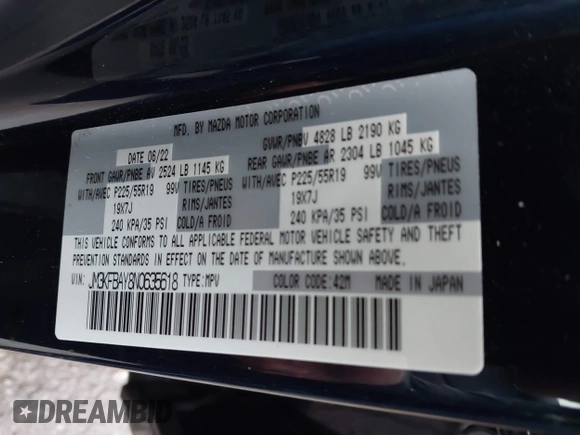 MFD. BY MAZDA MOTOR CORPORATION
DATE 06/22
GVWR/PNBV 4828 LB 2190 KG
FRONT GAWR/PNBE AV 2524 LB 1145 KG
REAR GAWR/PNBE AR 2304 LB 1045 KG
WITH/AVEC P225/55R19 99V TIRES/PNEUS
WITH/AVEC P225/55R19 99V TIRES/PNEUS
19X7J RIMS/JANTES
19X7J RIMS/JANTES
240 KPA/35 PSI COLD/A FROID
240 KPA/35 PSI COLD/A FROID
THIS VEHICLE CONFORMS TO ALL APPLICABLE FEDERAL MOTOR VEHICLE SAFETY AND THEFT
PREVENTION STANDARDS IN EFFECT ON THE DATE OF MANUFACTURE SHOWN ABOVE.
VIN: JM3KFBAY8N0635618 TYPE:MPV COLOR CODE:42M MADE IN JAPAN
DREAMBID